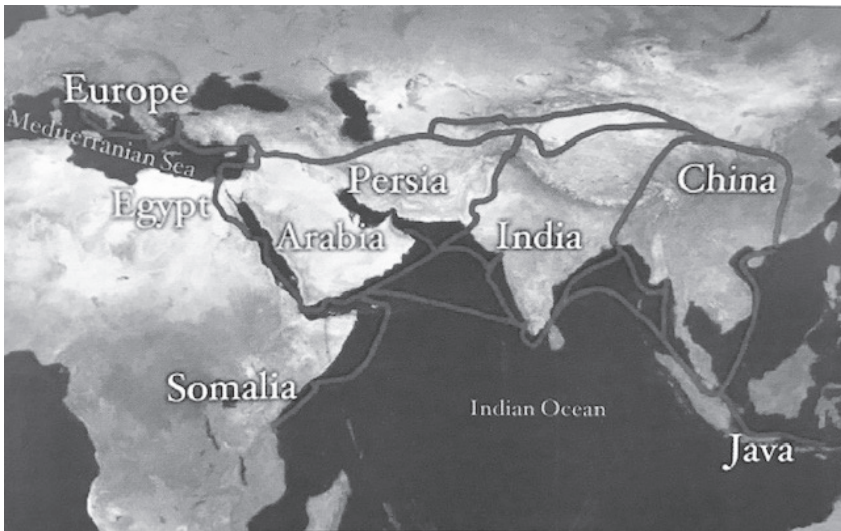 Europe
Mediterranian Sea
Egypt
Arabia
Persia
India
China
Somalia
Indian Ocean
Java